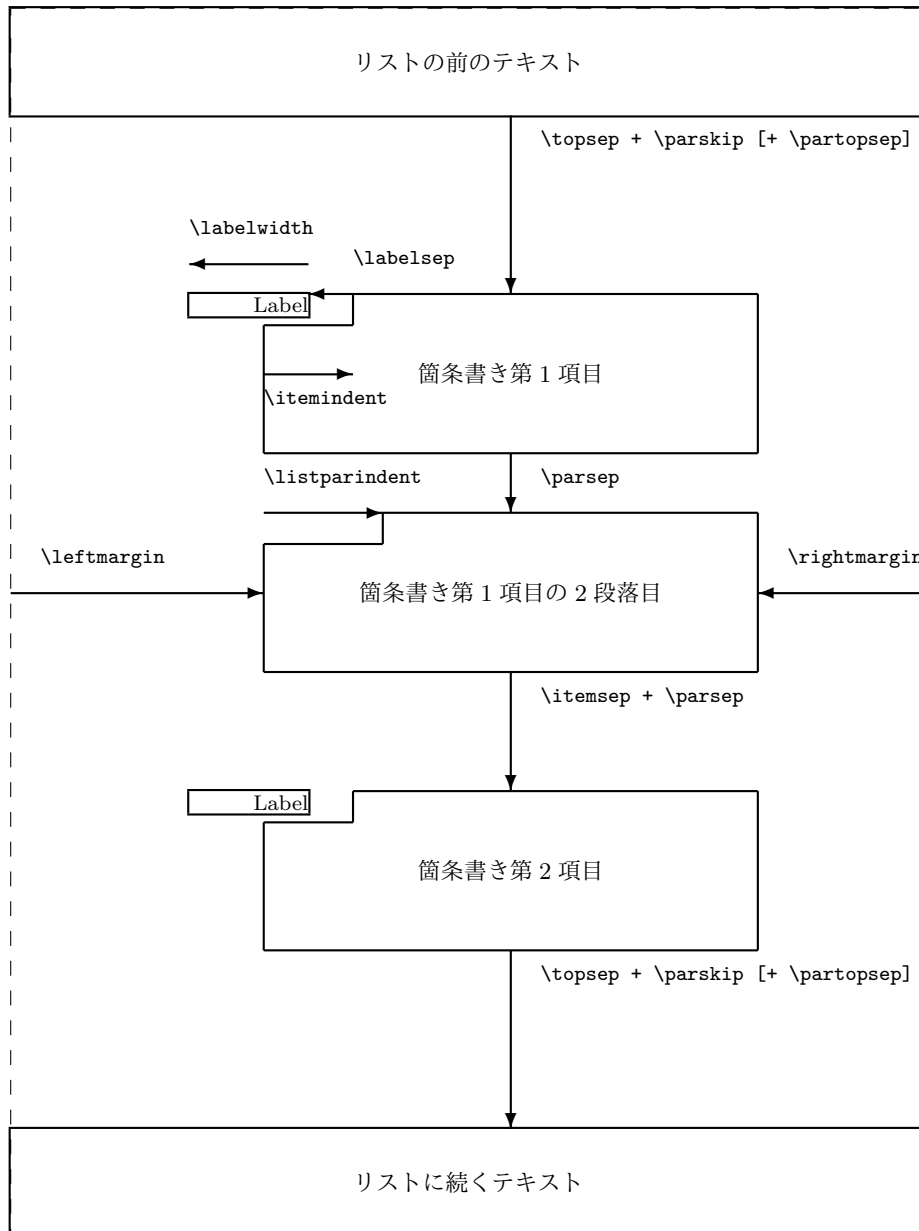 リストの前のテキスト
\topsep + \parskip [+ \partopsep]
\labelwidth
\labelsep
Label
箇条書き第 1 項目
\itemindent
\listparindent
\parsep
\leftmargin
\rightmargin
箇条書き第 1 項目の 2 段落目
\itemsep + \parsep
Label
箇条書き第 2 項目
\topsep + \parskip [+ \partopsep]
リストに続くテキスト